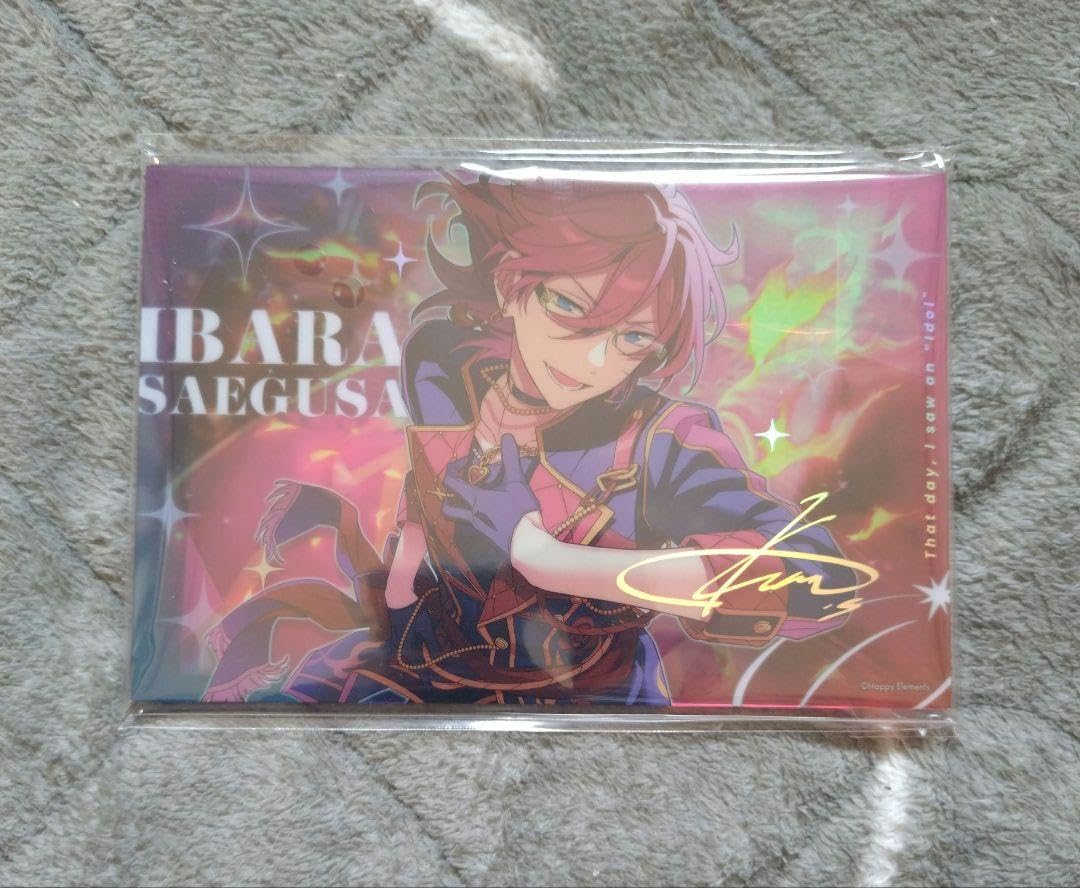 IBARA
SAEGUSA
That day, I saw an "Idol"
©Happy Elements